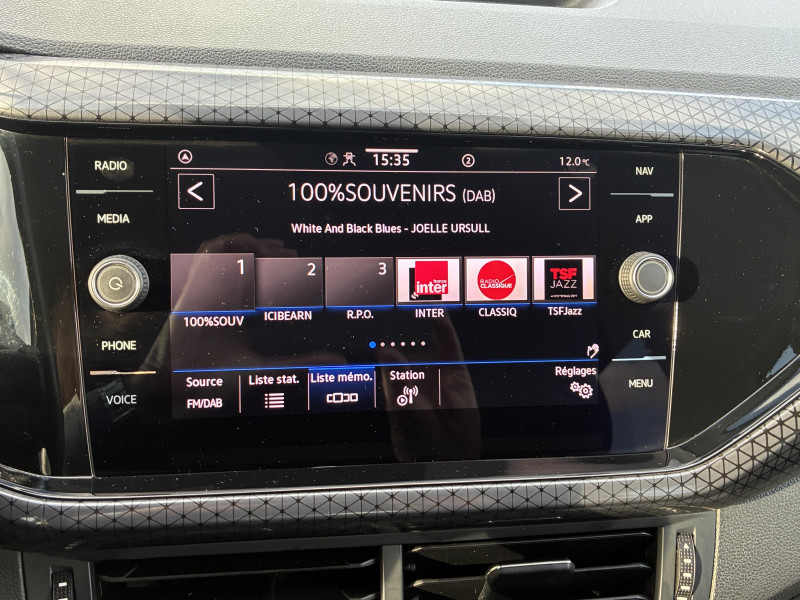 RADIO
MEDIA
PHONE
VOICE
15:35
2
12.0°C
<
100%SOUVENIRS (DAB)
>
White And Black Blues - JOELLE URSULL
1
2
3
france
inter
RADIO
CLASSIQUE
TSF
JAZZ
100%SOUV
ICIBEARN
R.P.O.
INTER
CLASSIQ
TSFJazz
Source
FM/DAB
Liste stat.
Liste mémo.
Station
Réglages
NAV
APP
CAR
MENU